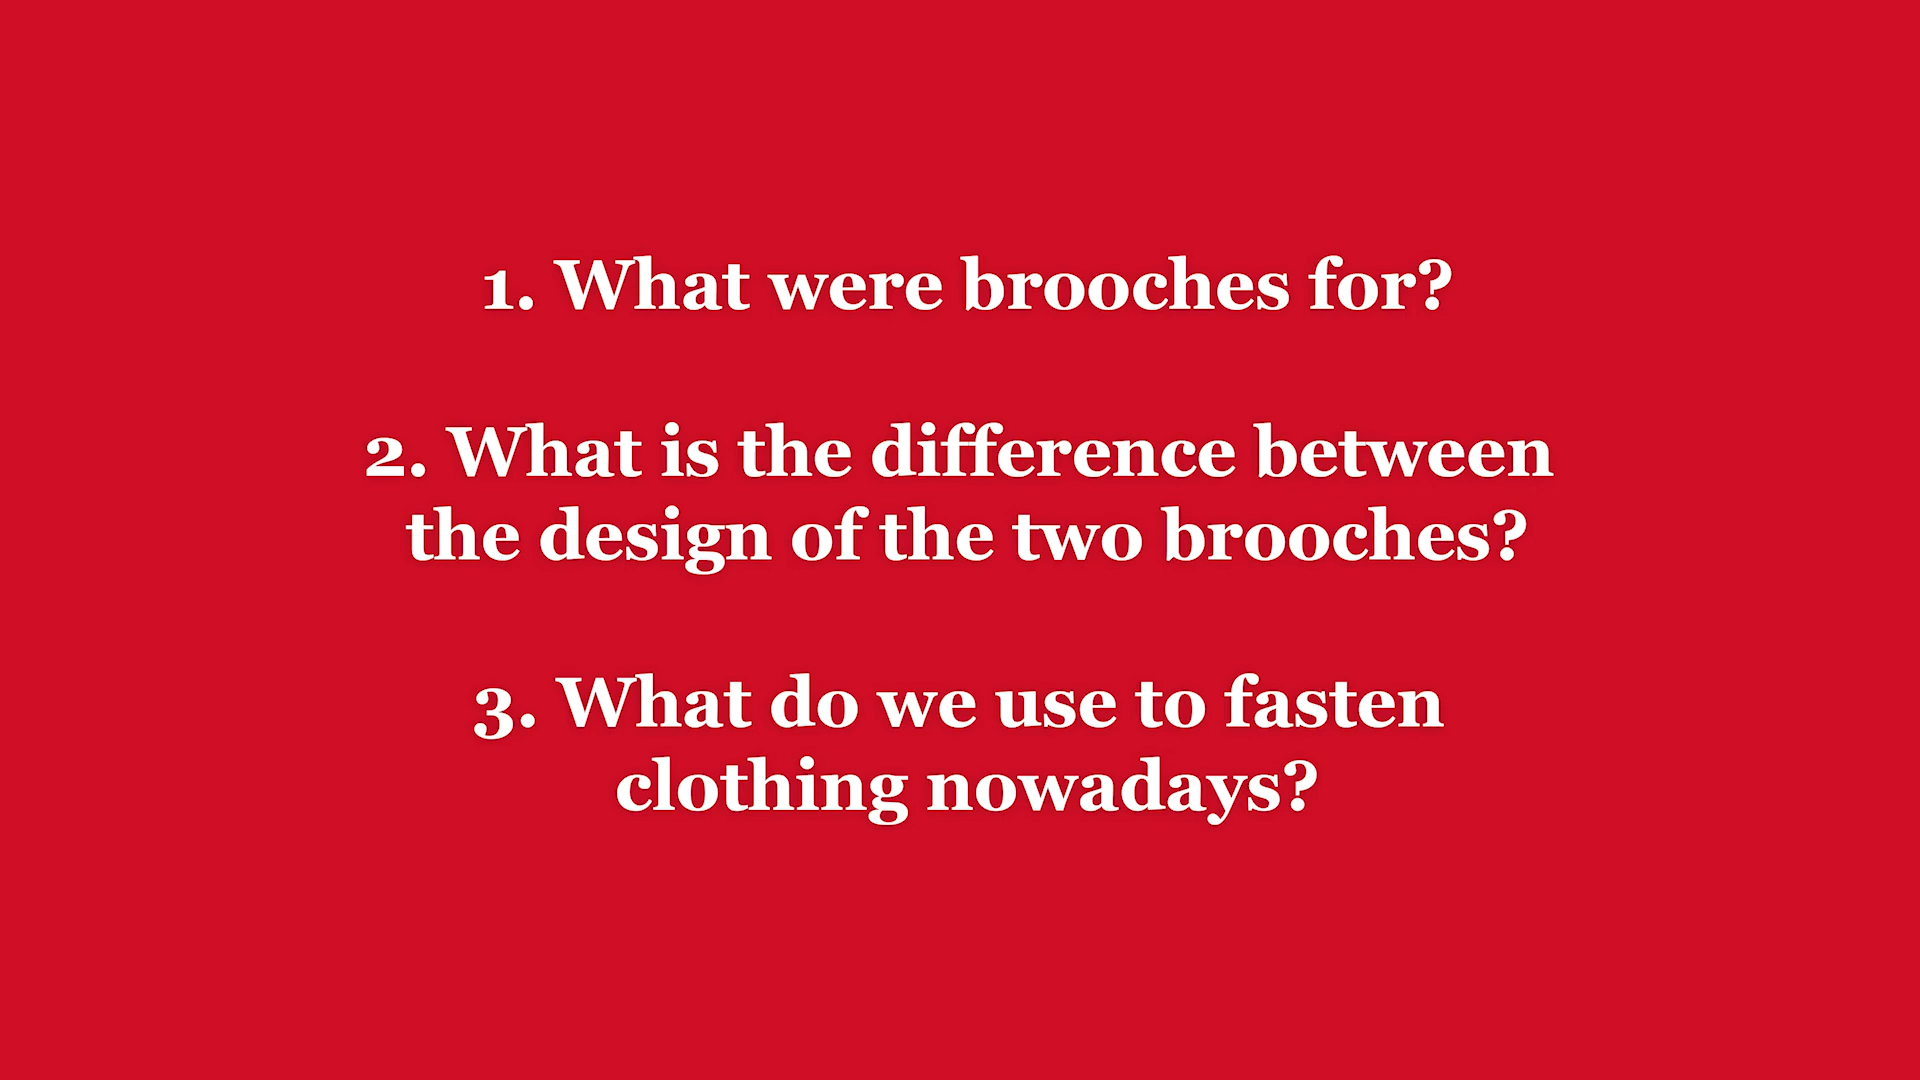 1. What were brooches for?
2. What is the difference between
the design of the two brooches?
3. What do we use to fasten
clothing nowadays?